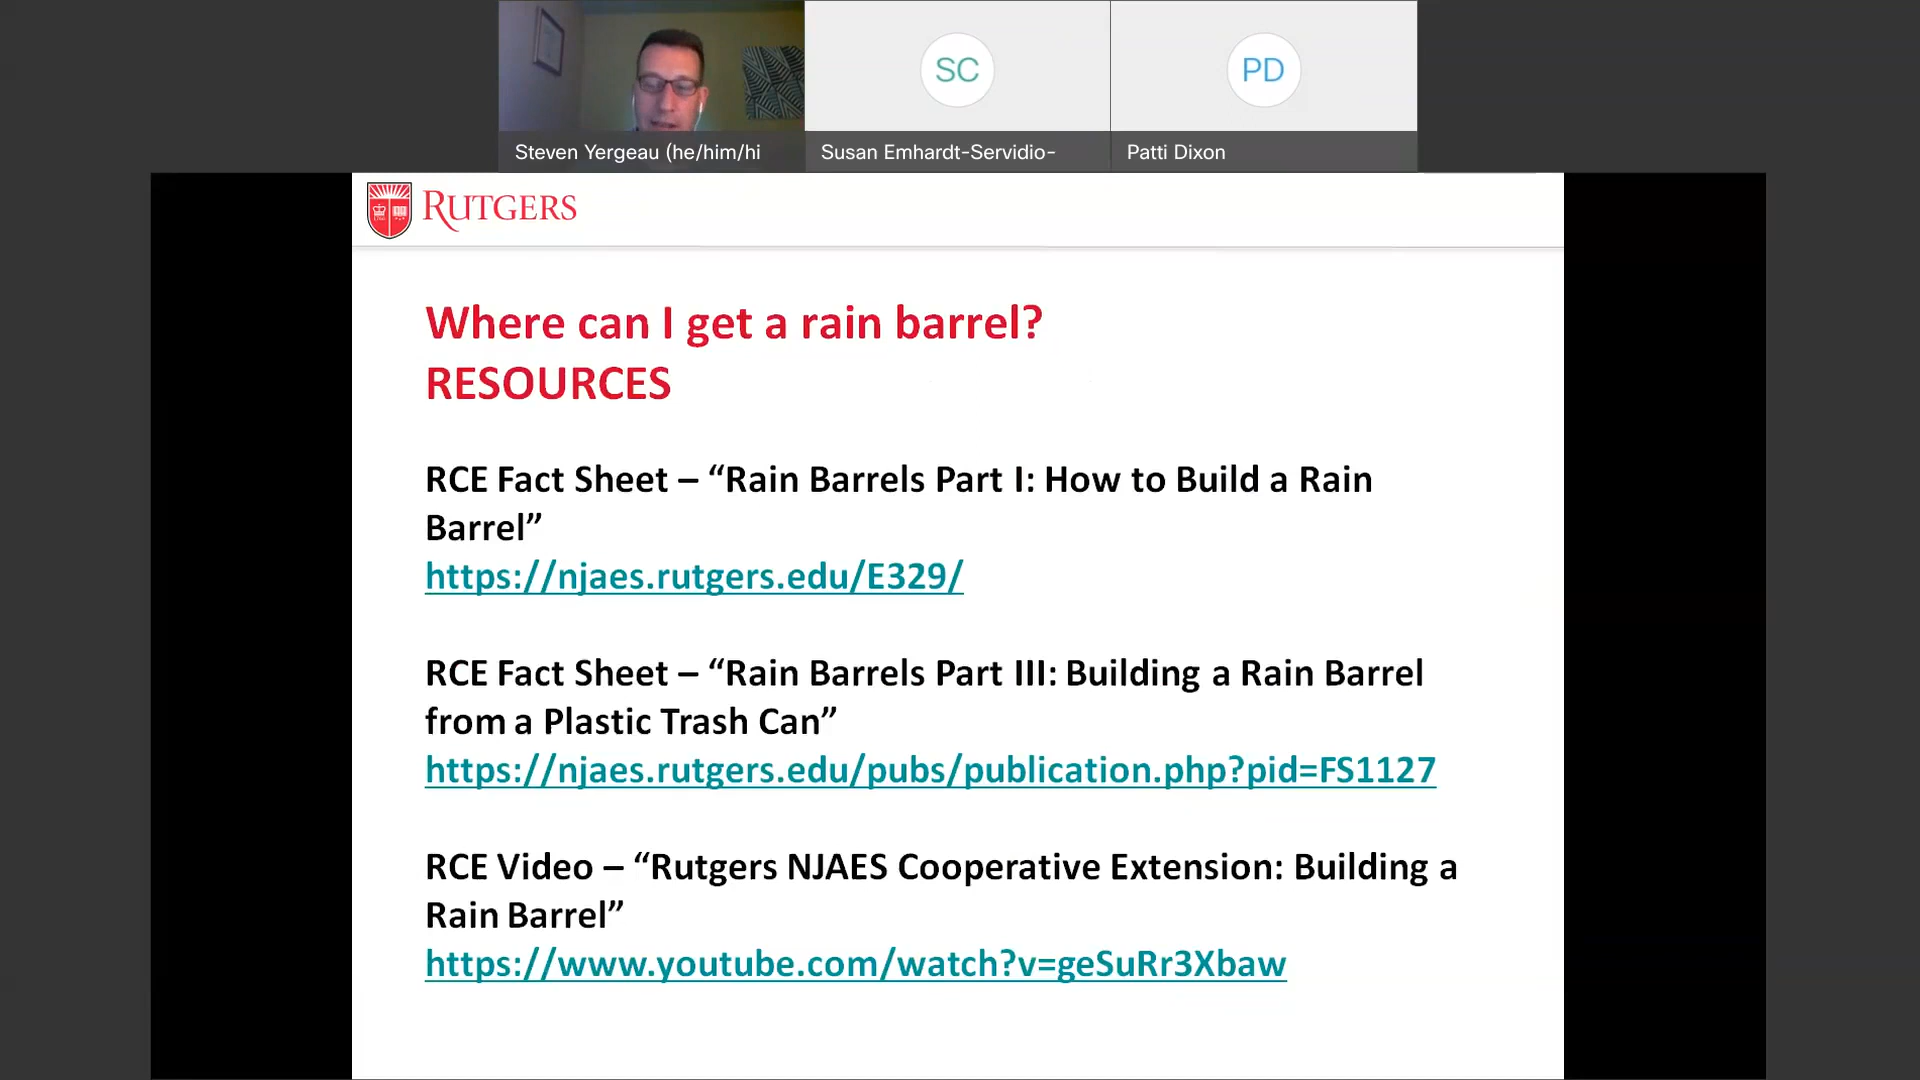 SC
PD
Steven Yergeau (he/him/hi
Susan Emhardt-Servidio-
Patti Dixon
RUTGERS
Where can I get a rain barrel?
RESOURCES
RCE Fact Sheet – “Rain Barrels Part I: How to Build a Rain
Barrel”
https://njaes.rutgers.edu/E329/
RCE Fact Sheet – “Rain Barrels Part III: Building a Rain Barrel
from a Plastic Trash Can”
https://njaes.rutgers.edu/pubs/publication.php?pid=FS1127
RCE Video – “Rutgers NJAES Cooperative Extension: Building a
Rain Barrel”
https://www.youtube.com/watch?v=geSuRr3Xbaw